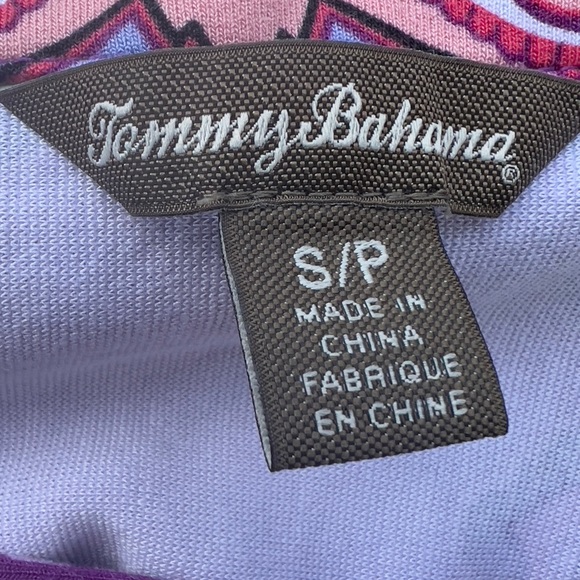 Tommy Bahama®
S/P
MADE IN
CHINA
FABRIQUE
EN CHINE